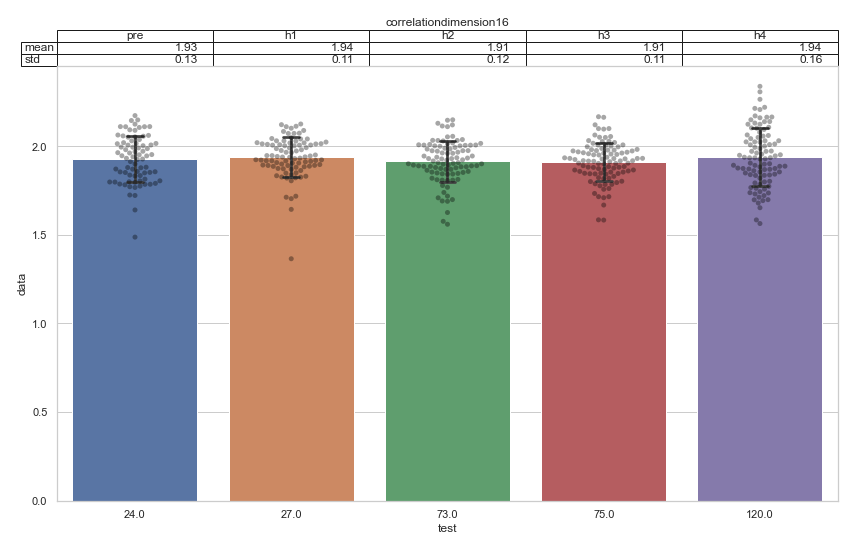 correlationdimension16
pre h1 h2 h3 h4
mean 1.93 1.94 1.91 1.91 1.94
std 0.13 0.11 0.12 0.11 0.16
2.0
1.5
1.0
0.5
0.0
data
24.0 27.0 73.0 75.0 120.0
test